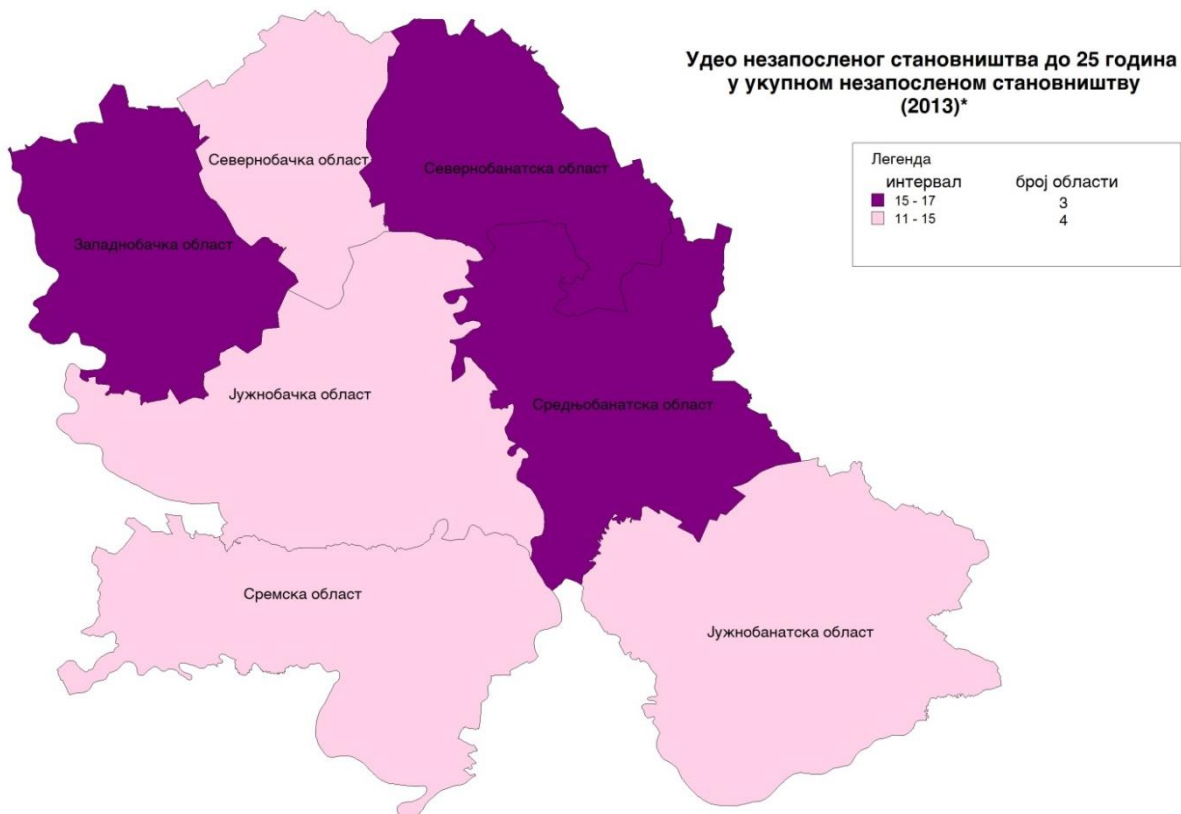 Удео незапосленог становништва до 25 година
у укупном незапосленом становништву
(2013)*
Легенда
интервал број области
15 - 17 3
11 - 15 4
Севернобачка област
Севернобанатска област
Западнобачка област
Јужнобачка област
Средњобанатска област
Сремска област
Јужнобанатска област